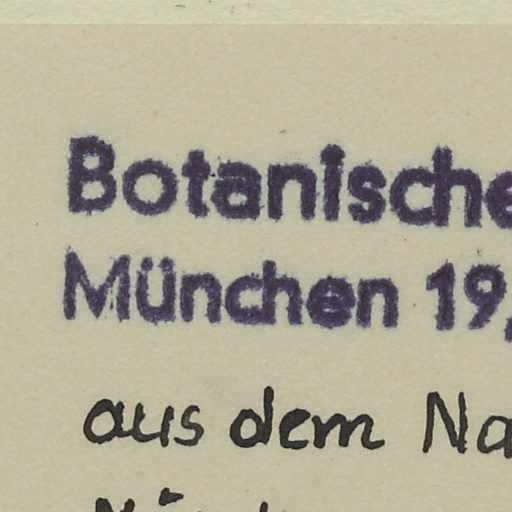 Botanische
München 19,
aus dem Na